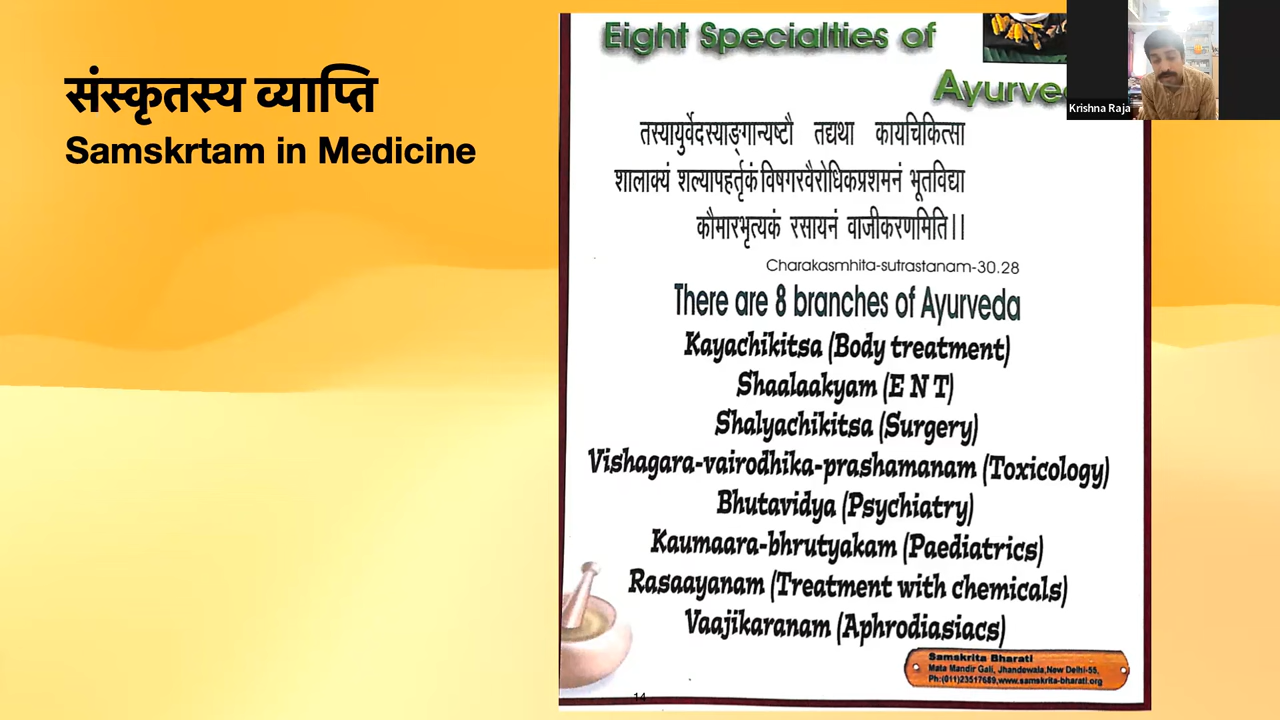 संस्कृतस्य व्याप्ति
Samskrtam in Medicine
Eight Specialties of
Krishna Raja
तस्यायुर्वेदस्याङ्गान्यष्टौ तद्यथा कायचिकित्सा
शालाक्यं शल्यापहर्तृकं विषगरवैरोधिकप्रशमनं भूतविद्या
कौमारभृत्यकं रसायनं वाजीकरणमिति।।
Charakasmhita-sutrastanam-30.28
There are 8 branches of Ayurveda
Kayachikitsa (Body treatment)
Shaalaakyam (E N T)
Shalyachikitsa (Surgery)
Vishagara-vairodhika-prashamanam (Toxicology)
Bhutavidya (Psychiatry)
Kaumaara-bhrutyakam (Paediatrics)
Rasaayanam (Treatment with chemicals)
Vaajikaranam (Aphrodiasiacs)
Samskrita Bharati
Mata Mandir Gali, Jhandewala,New Delhi-55,
Ph:(011)23517689,www.samskrita-bharati.org
14